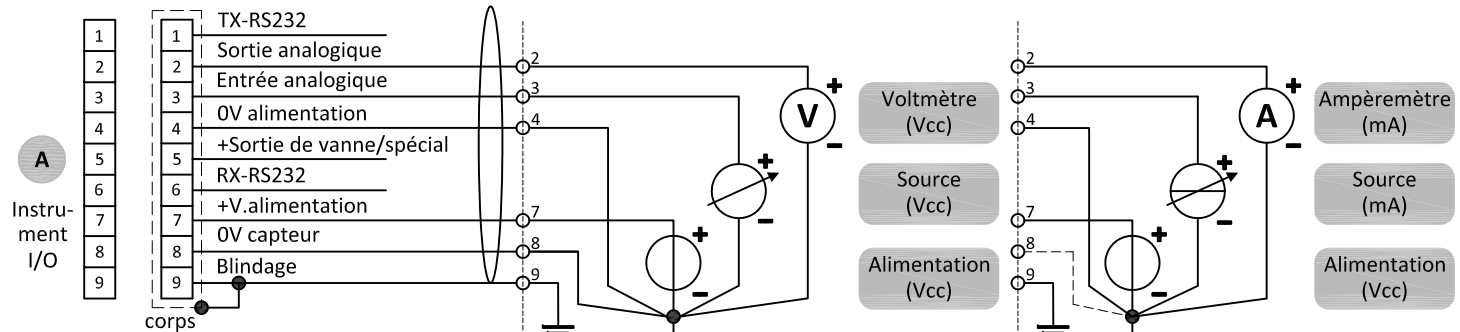 A
Instru-
ment
I/O
1
2
3
4
5
6
7
8
9
1
2
3
4
5
6
7
8
9
corps
TX-RS232
Sortie analogique
Entrée analogique
0V alimentation
+Sortie de vanne/spécial
RX-RS232
+V.alimentation
0V capteur
Blindage
2
3
4
7
8
9
V
+
–
+
–
+
–
Voltmètre
(Vcc)
Source
(Vcc)
Alimentation
(Vcc)
2
3
4
7
8
9
A
+
–
+
–
+
–
Ampèremètre
(mA)
Source
(mA)
Alimentation
(Vcc)